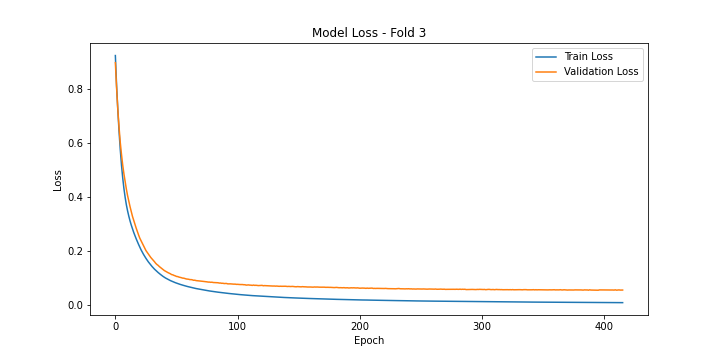 Model Loss - Fold 3
Train Loss
Validation Loss
Loss
0.8
0.6
0.4
0.2
0.0
0 100 200 300 400
Epoch